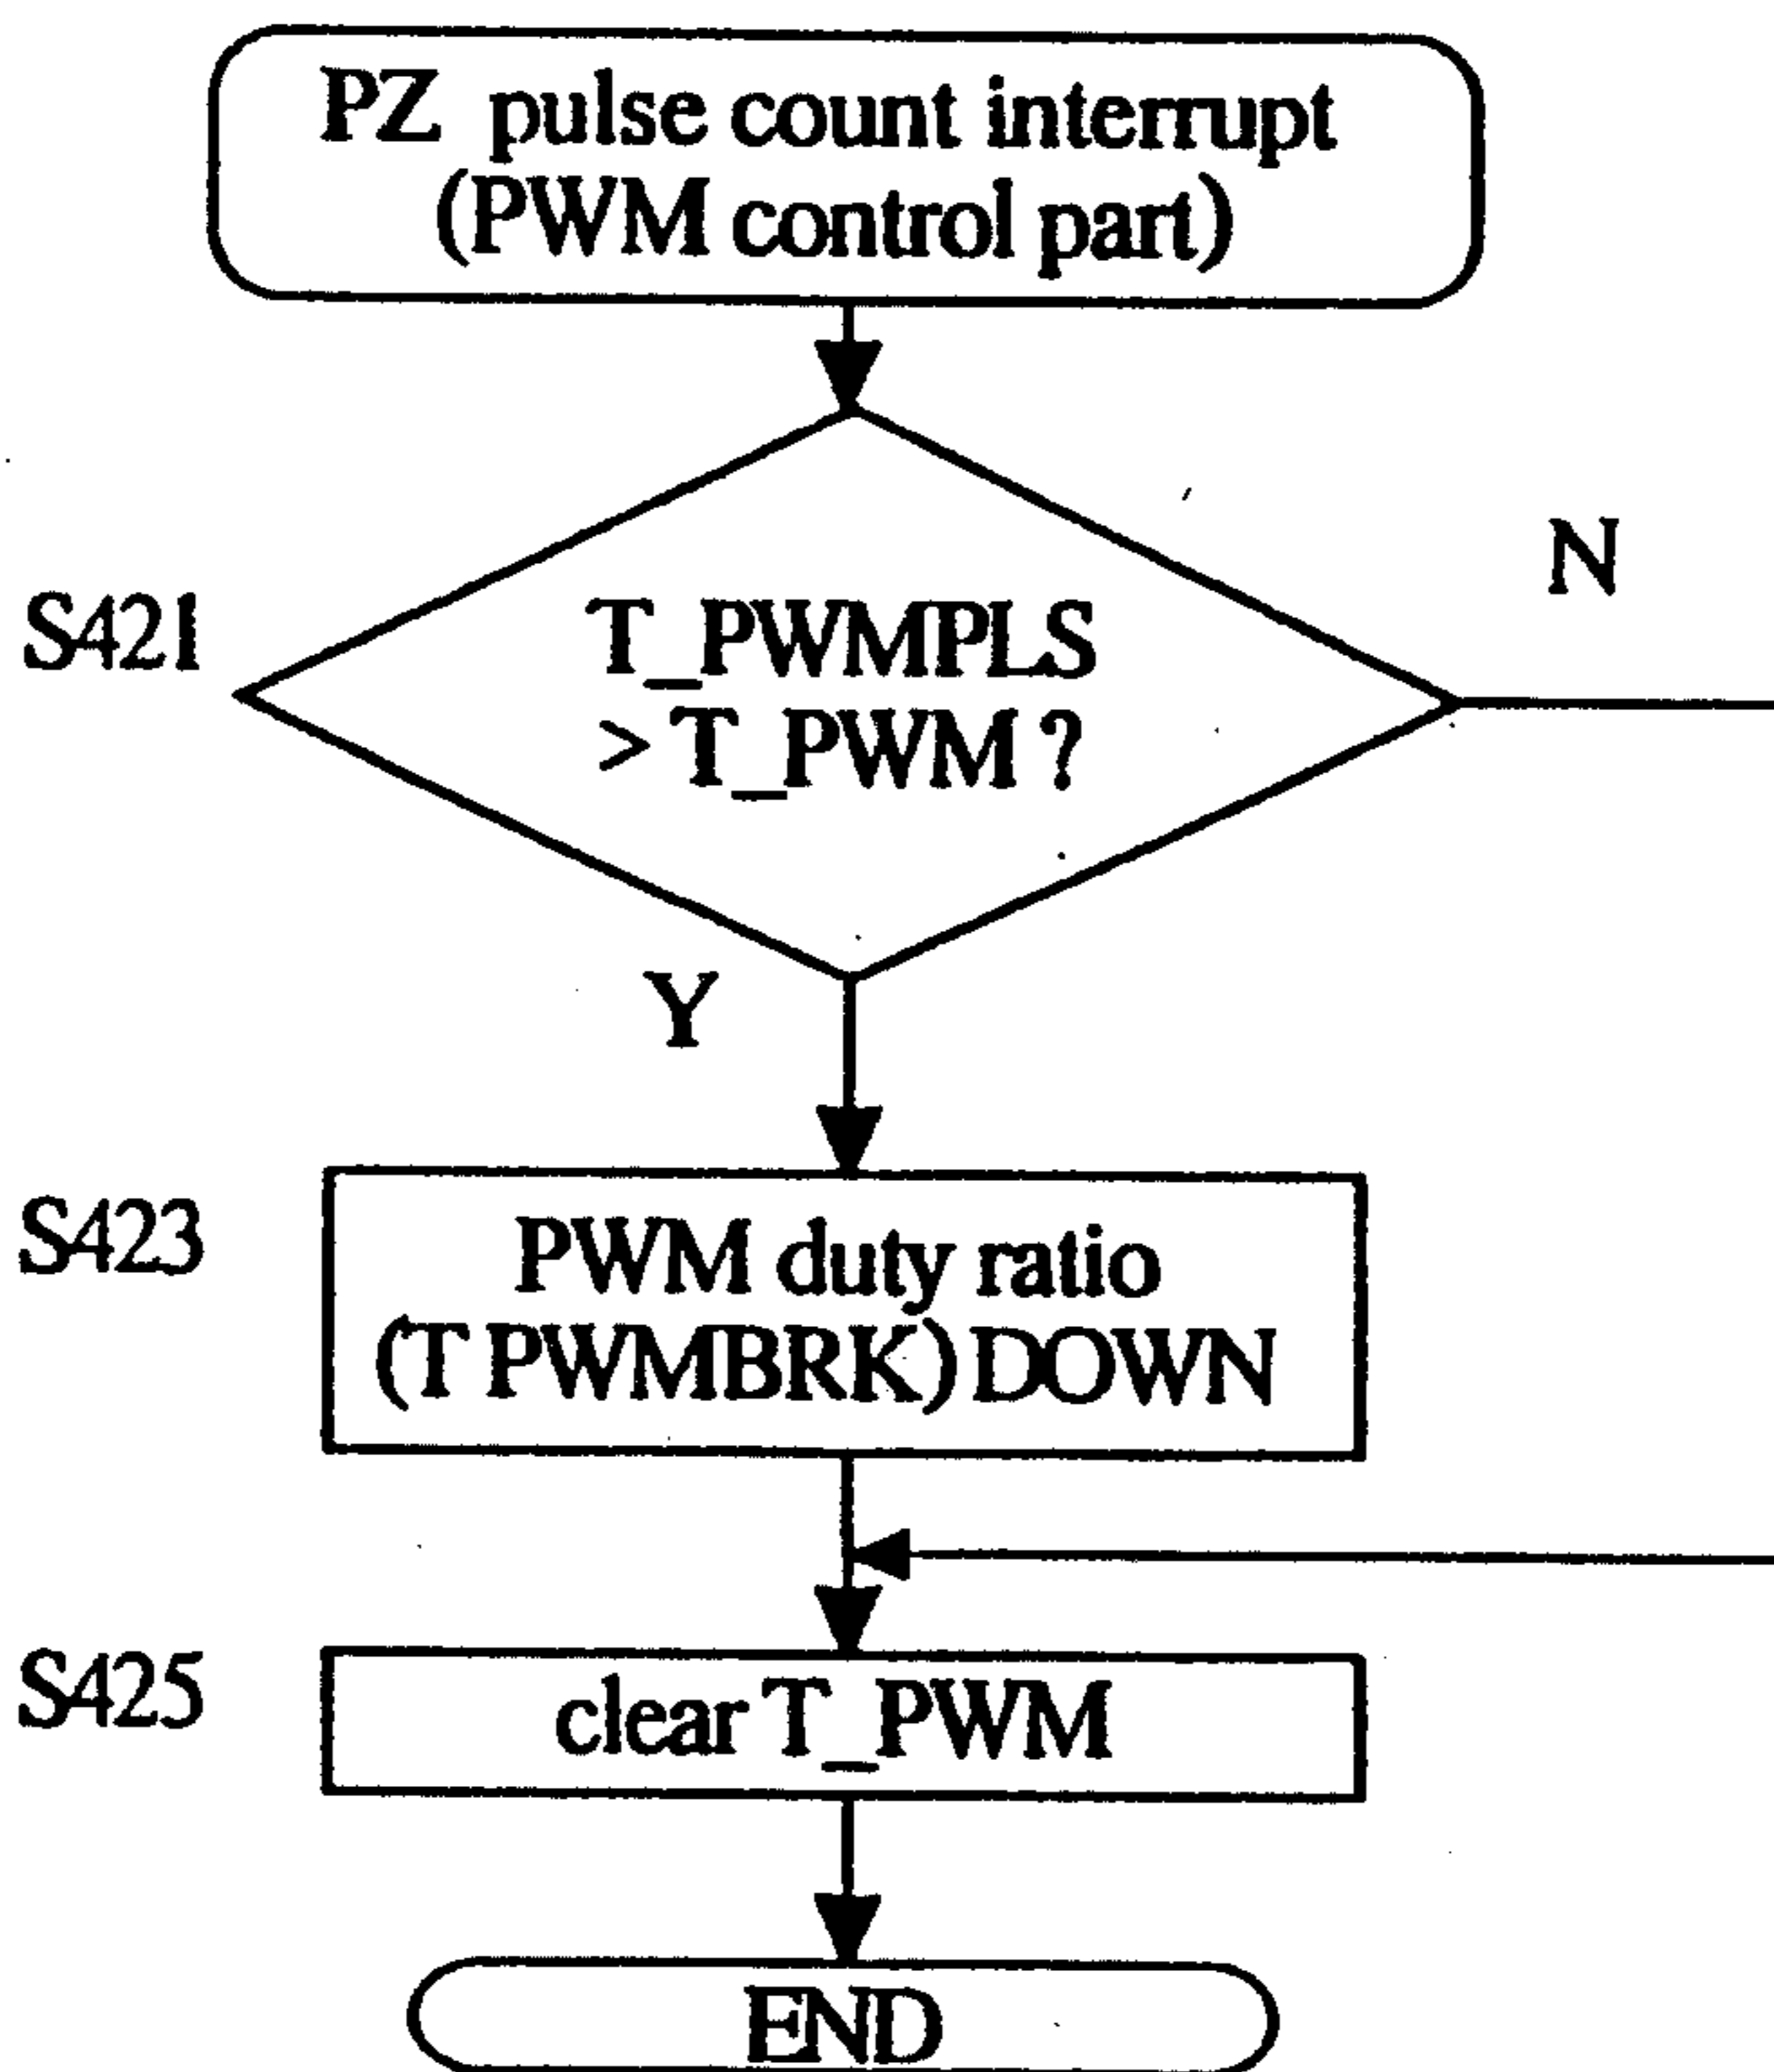 PZ pulse count interrupt
(PWM control part)
N
S421
T_PWMPLS
> T_PWM ?
Y
S423
PWM duty ratio
(T PWMBRK) DOWN
S425
clear T_PWM
END